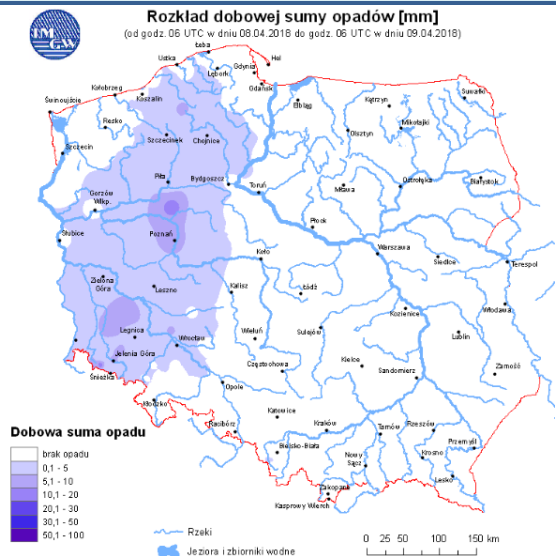 IM
GW
Rozkład dobowej sumy opadów [mm]
(od godz. 06 UTC w dniu 08.04.2018 do godz. 06 UTC w dniu 09.04.2018)
Łeba
Ustka
Hel
Gdynia
Lębork
Gdańsk
Kołobrzeg
Koszalin
Świnoujście
Resko
Elbląg
Kętrzyn
Suwałki
Mikołajki
Olsztyn
Szczecinek
Chojnice
Szczecin
Piła
Bydgoszcz
Toruń
Mława
Ostrołęka
Białystok
Gorzów
Wlkp.
Płock
Słubice
Poznań
Warszawa
Koło
Siedlce
Terespol
Zielona
Góra
Leszno
Kalisz
Łódź
Kozienice
Włodawa
Legnica
Wrocław
Wieluń
Sulejów
Lublin
Jelenia Góra
Śnieżka
Kielce
Częstochowa
Zamość
Opole
Sandomierz
Kłodzko
Katowice
Racibórz
Kraków
Tarnów
Rzeszów
Przemyśl
Bielsko-Biała
Nowy
Sącz
Krosno
Lesko
Zakopane
Kasprowy Wierch
Dobowa suma opadu
brak opadu
0,1 - 5
5,1 - 10
10,1 - 20
20,1 - 30
30,1 - 50
50,1 - 100
Rzeki
Jeziora i zbiorniki wodne
0 25 50 100 150 km